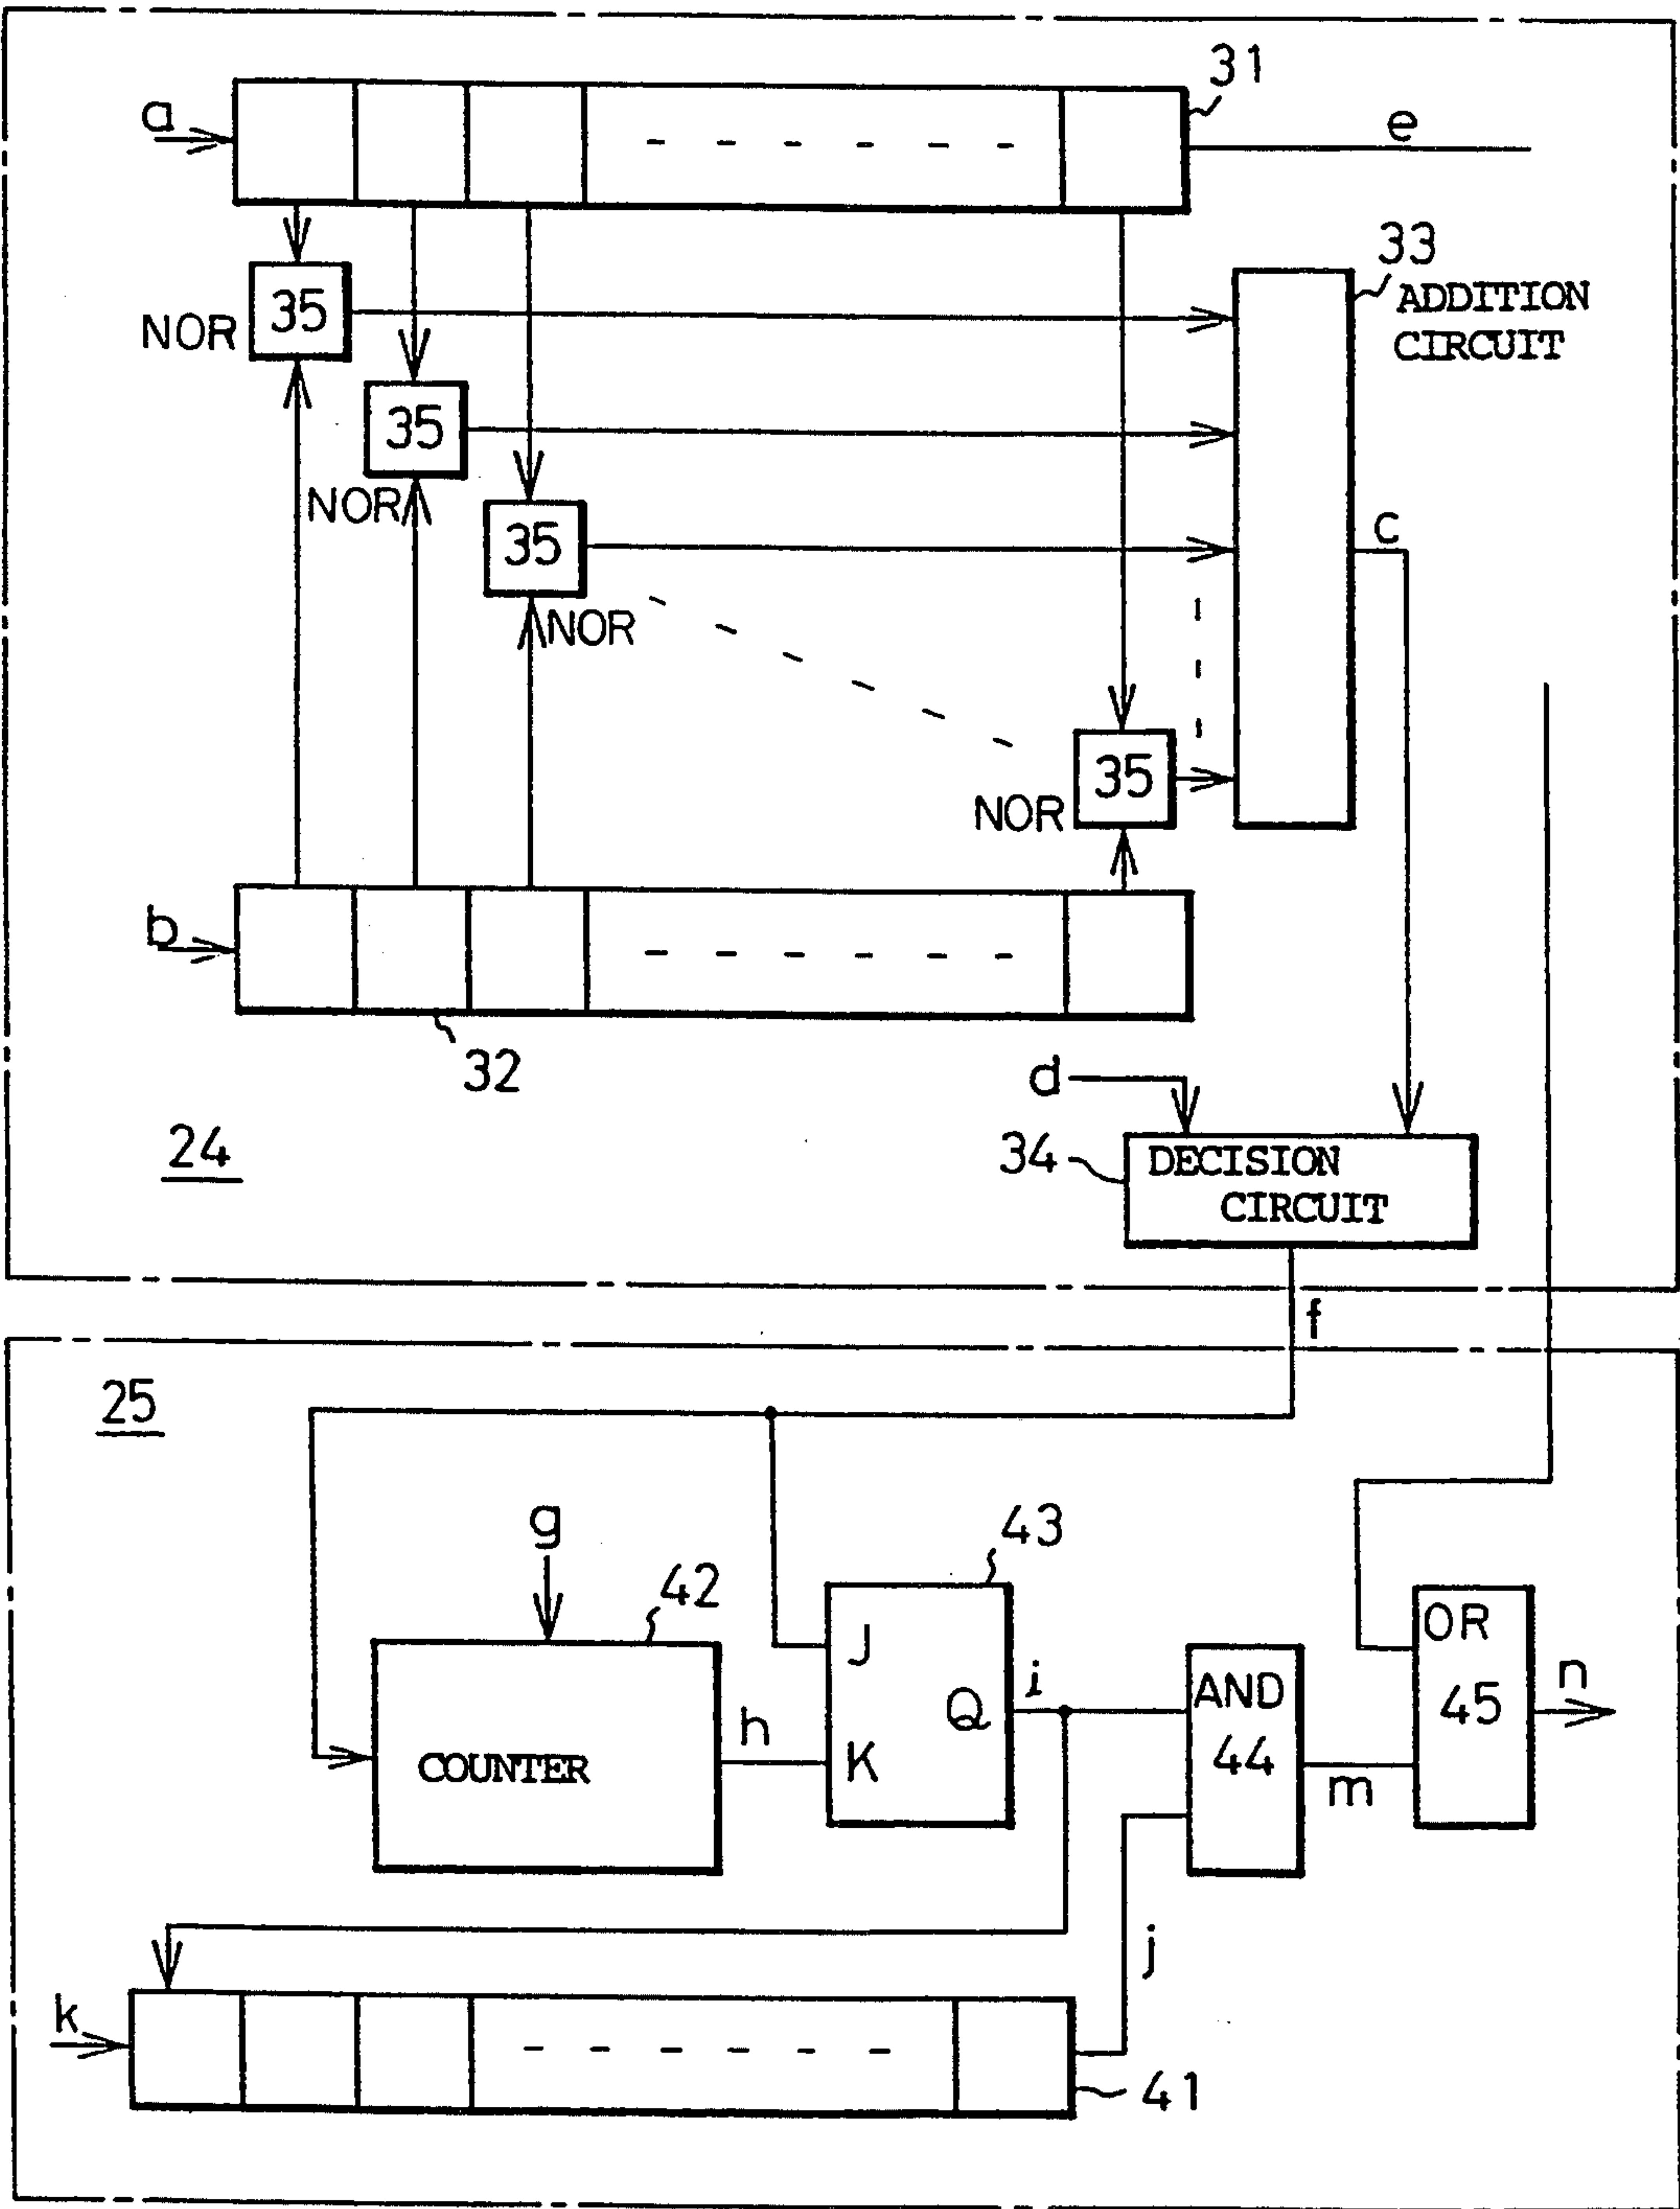 31
a
e
33
ADDITION
CIRCUIT
35
NOR
35
NOR
35
NOR
c
35
NOR
b
32
d
34
DECISION
CIRCUIT
24
f
25
g
43
42
J
OR
i
n
AND
Q
45
h
COUNTER
K
44
m
j
k
41